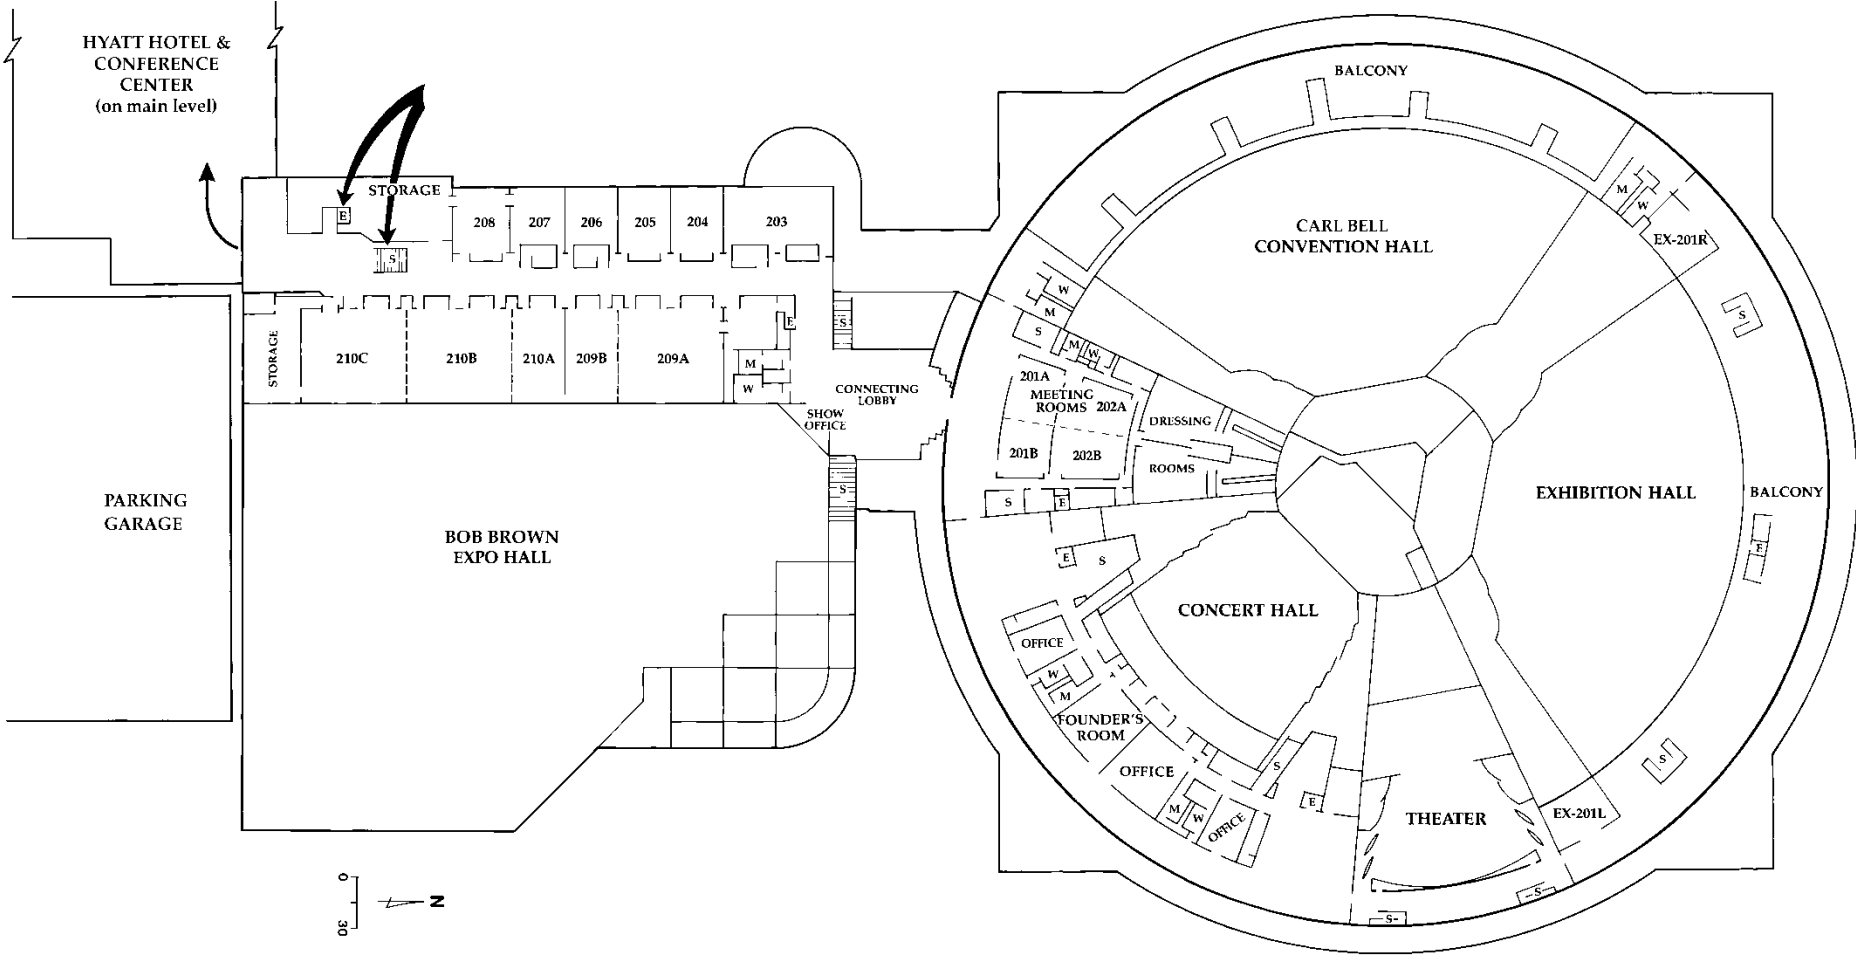 HYATT HOTEL &
CONFERENCE
CENTER
(on main level)
STORAGE
E
S
208
207
206
205
204
203
STORAGE
210C
210B
210A
209B
209A
E
M
W
S
CONNECTING
LOBBY
SHOW
OFFICE
S
PARKING
GARAGE
BOB BROWN
EXPO HALL
0
30
N
BALCONY
CARL BELL
CONVENTION HALL
M
W
EX-201R
S
W
M
S
M
W
201A
MEETING
ROOMS
202A
201B
202B
DRESSING
ROOMS
S
E
E
S
EXHIBITION HALL
BALCONY
E
CONCERT HALL
OFFICE
W
M
FOUNDER'S
ROOM
OFFICE
M
W
OFFICE
S
E
THEATER
EX-201L
S
S
S